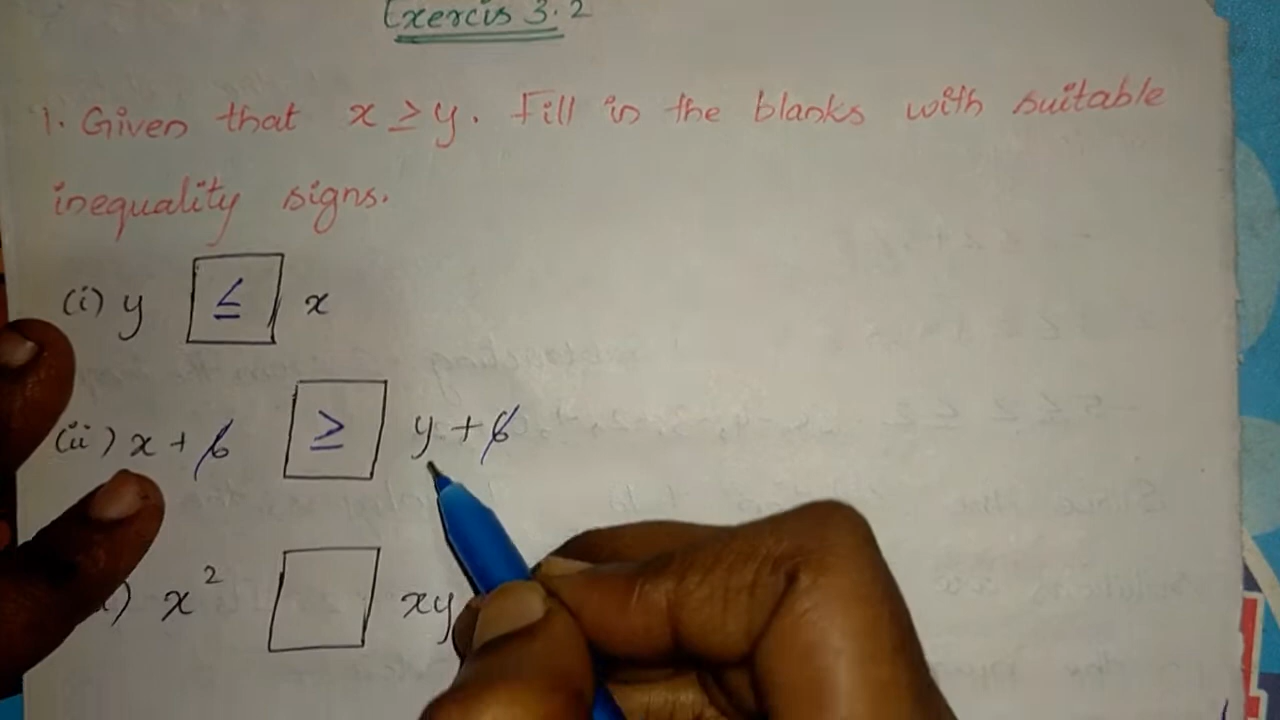 Exercis 3.2
1. Given that x ≥ y. Fill in the blanks with suitable
inequality signs.
(i) y ≤ x
(ii) x + 6 ≥ y + 6
) x² xy